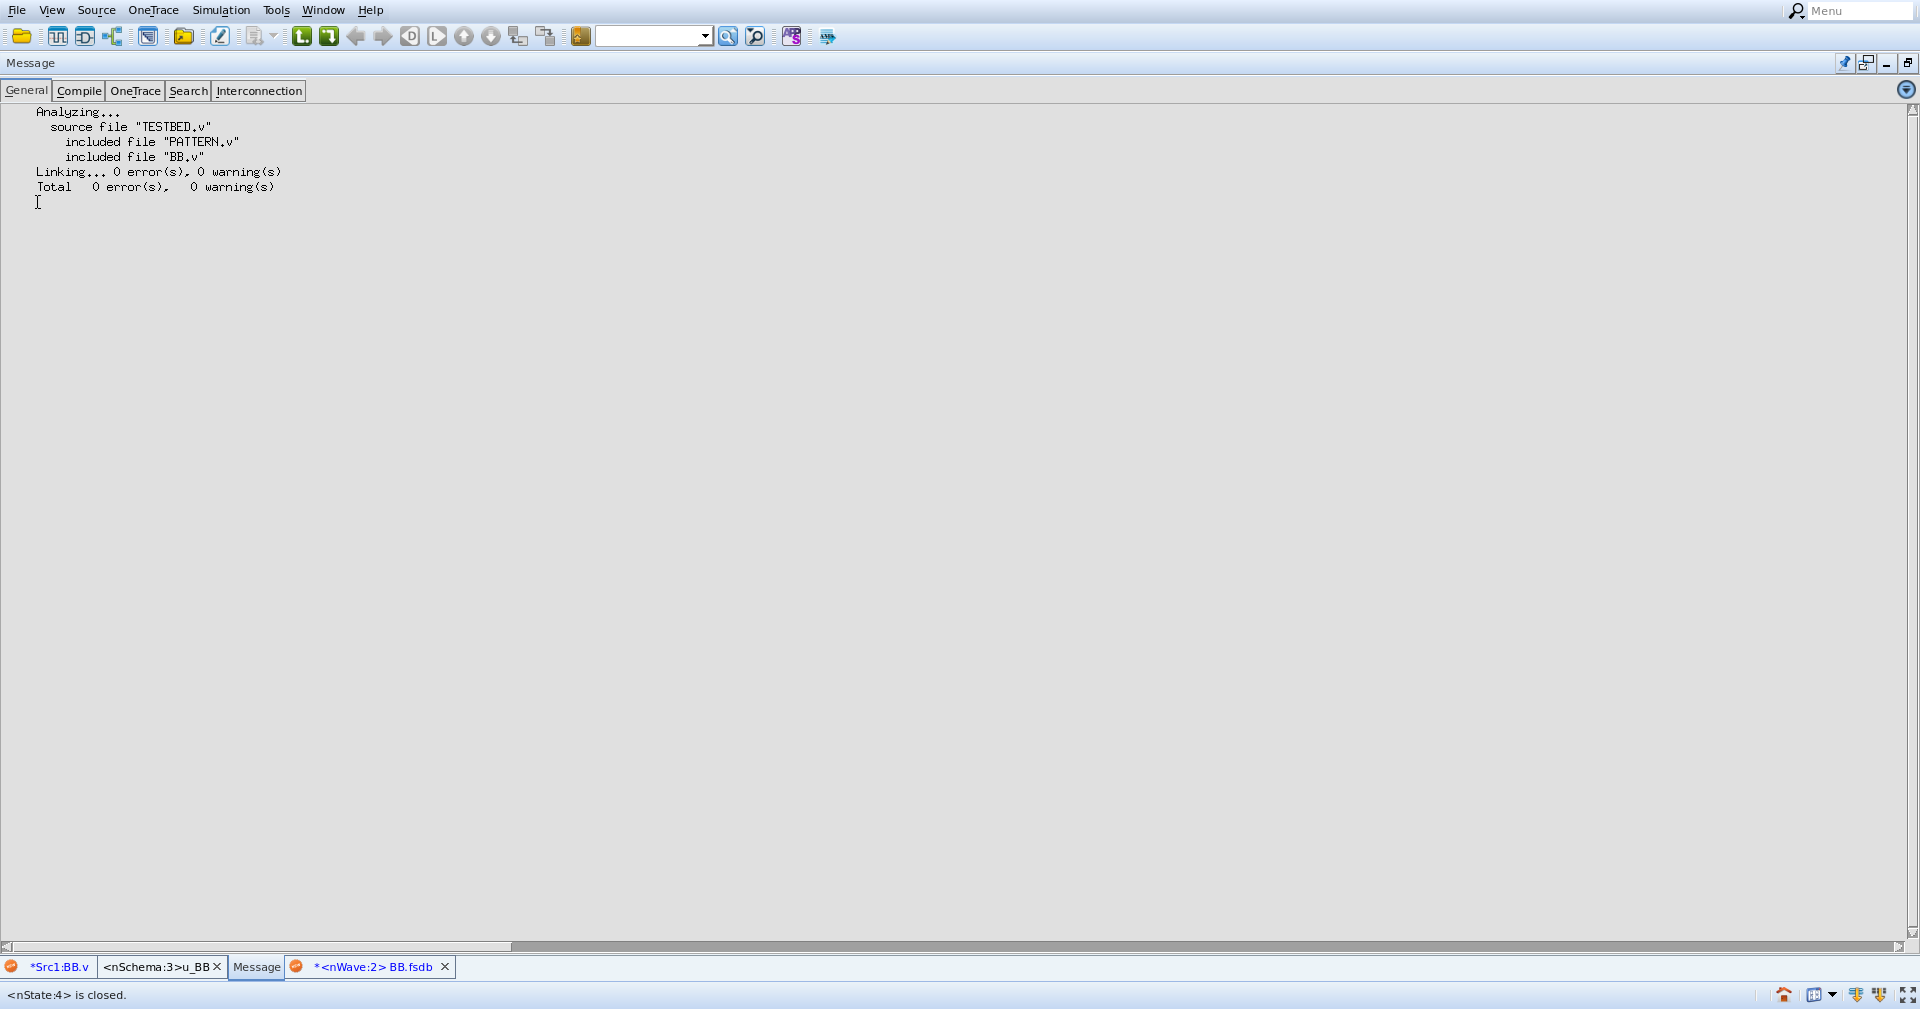 File View Source OneTrace Simulation Tools Window Help Menu
Message
General Compile OneTrace Search Interconnection
Analyzing...
source file "TESTBED.v"
included file "PATTERN.v"
included file "BB.v"
Linking... 0 error(s), 0 warning(s)
Total 0 error(s), 0 warning(s)
*Src1:BB.v <nSchema:3>u_BB Message *<nWave:2> BB.fsdb
<nState:4> is closed.